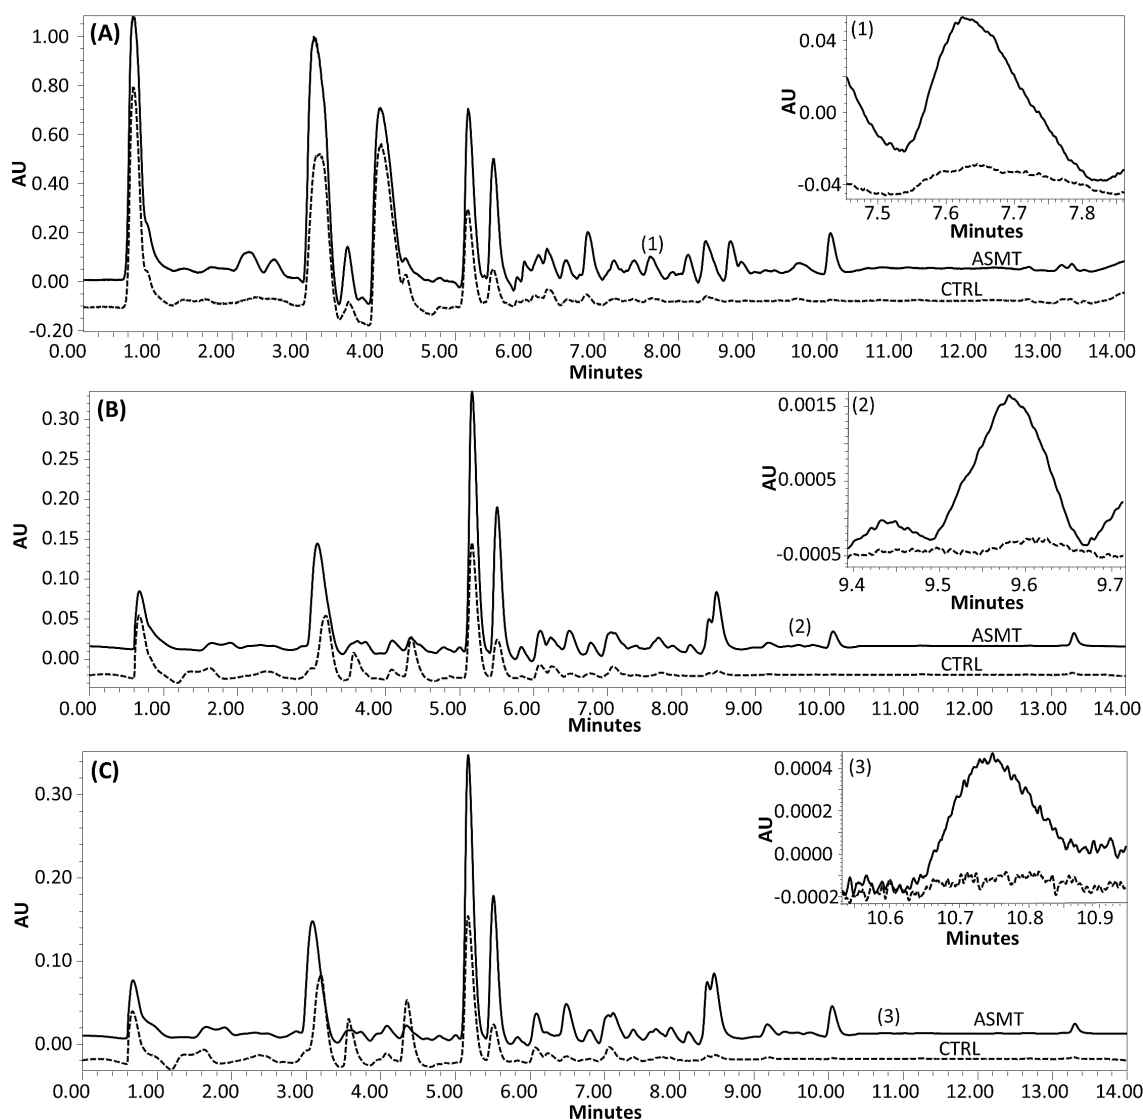 (A)
1.00
0.80
0.60
0.40
0.20
0.00
-0.20
AU
(1)
ASMT
CTRL
0.00 1.00 2.00 3.00 4.00 5.00 6.00 7.00 8.00 9.00 10.00 11.00 12.00 13.00 14.00
Minutes
(1)
0.04
0.00
-0.04
AU
7.5 7.6 7.7 7.8
Minutes
(B)
0.30
0.25
0.20
0.15
0.10
0.05
0.00
AU
(2)
ASMT
CTRL
0.00 1.00 2.00 3.00 4.00 5.00 6.00 7.00 8.00 9.00 10.00 11.00 12.00 13.00 14.00
Minutes
(2)
0.0015
0.0005
-0.0005
AU
9.4 9.5 9.6 9.7
Minutes
(C)
0.30
0.20
0.10
0.00
AU
(3)
ASMT
CTRL
0.00 1.00 2.00 3.00 4.00 5.00 6.00 7.00 8.00 9.00 10.00 11.00 12.00 13.00 14.00
Minutes
(3)
0.0004
0.0002
0.0000
-0.0002
AU
10.6 10.7 10.8 10.9
Minutes